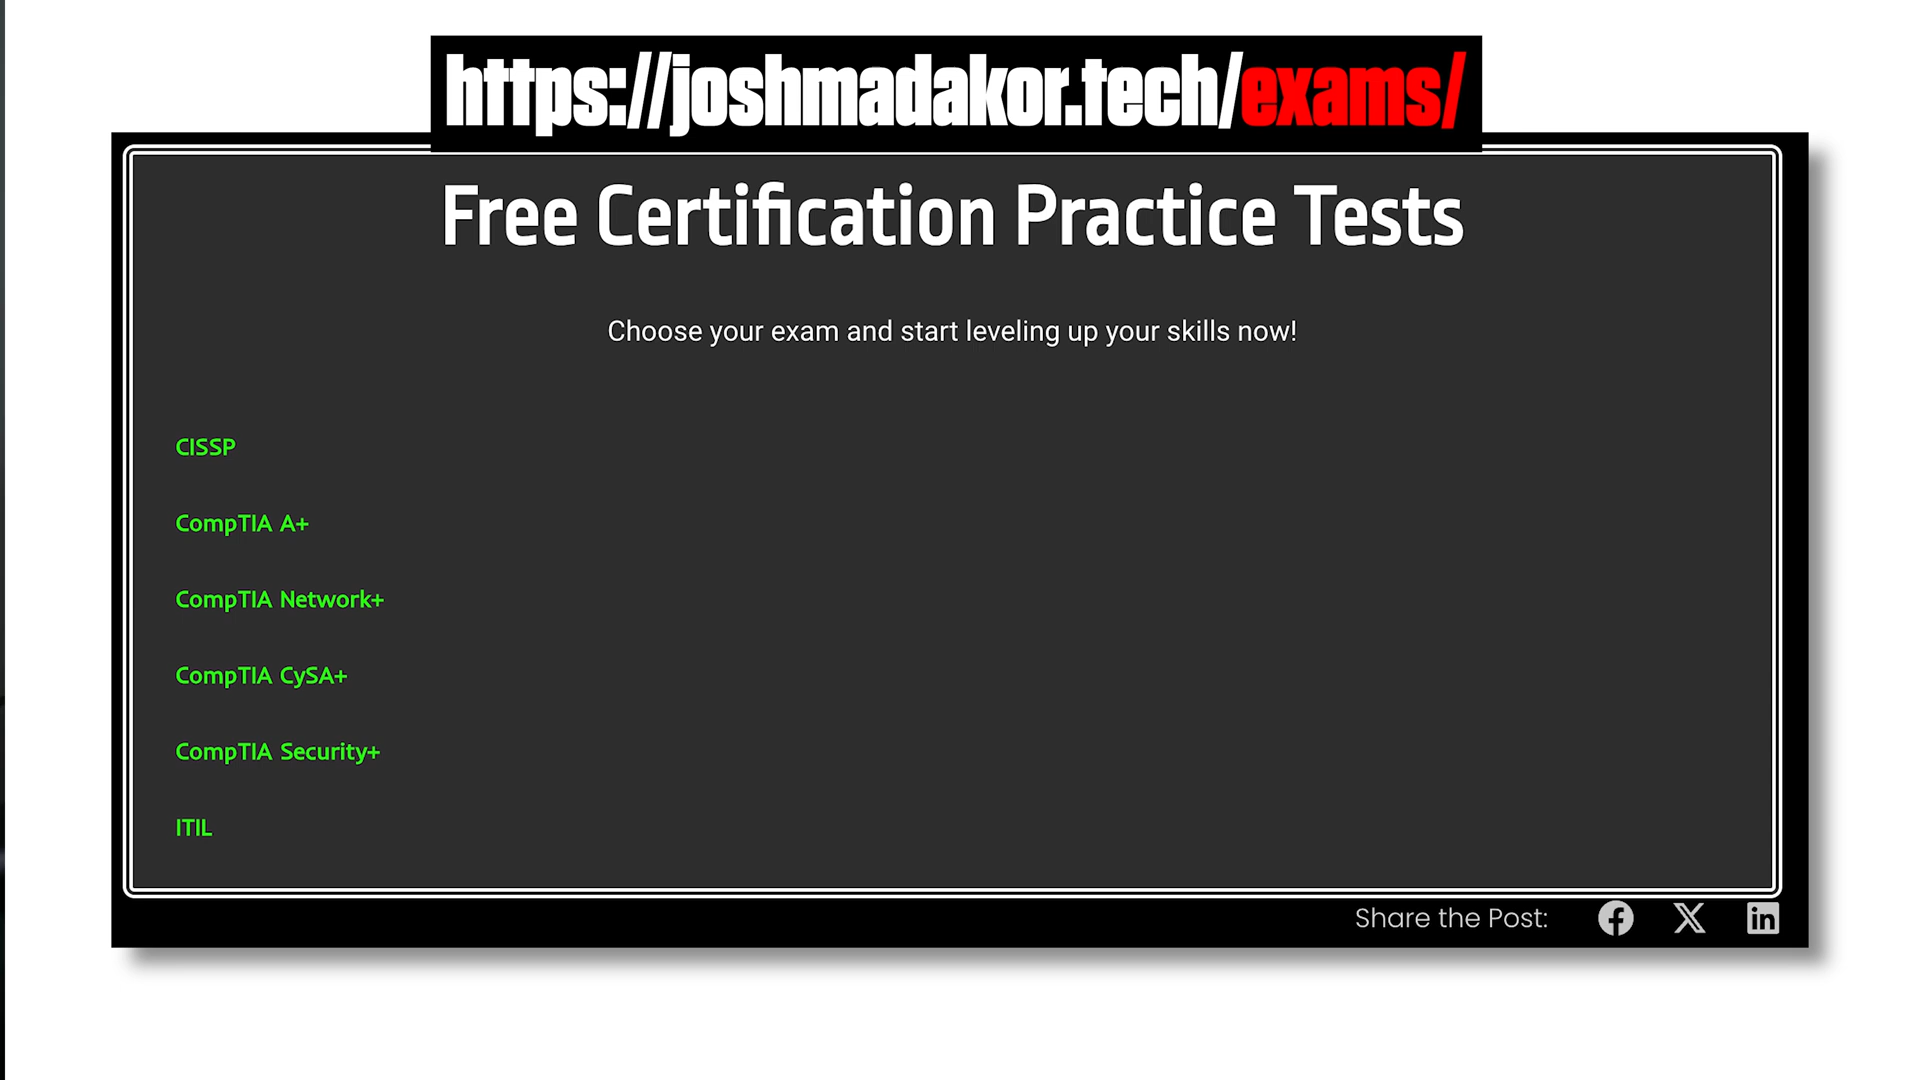 https://joshmadakor.tech/exams/
Free Certification Practice Tests
Choose your exam and start leveling up your skills now!
CISSP
CompTIA A+
CompTIA Network+
CompTIA CySA+
CompTIA Security+
ITIL
Share the Post: